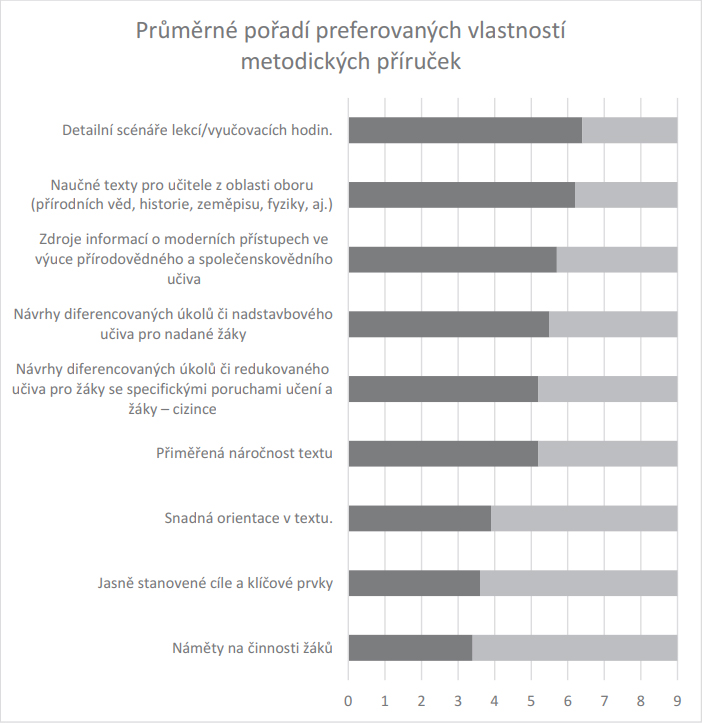 Průměrné pořadí preferovaných vlastností
metodických příruček
Detailní scénáře lekcí/vyučovacích hodin.
Naučné texty pro učitele z oblasti oboru
(přírodních věd, historie, zeměpisu, fyziky, aj.)
Zdroje informací o moderních přístupech ve
výuce přírodovědného a společenskovědního
učiva
Návrhy diferencovaných úkolů či nadstavbového
učiva pro nadané žáky
Návrhy diferencovaných úkolů či redukovaného
učiva pro žáky se specifickými poruchami učení a
žáky – cizince
Přiměřená náročnost textu
Snadná orientace v textu.
Jasně stanovené cíle a klíčové prvky
Náměty na činnosti žáků
0 1 2 3 4 5 6 7 8 9